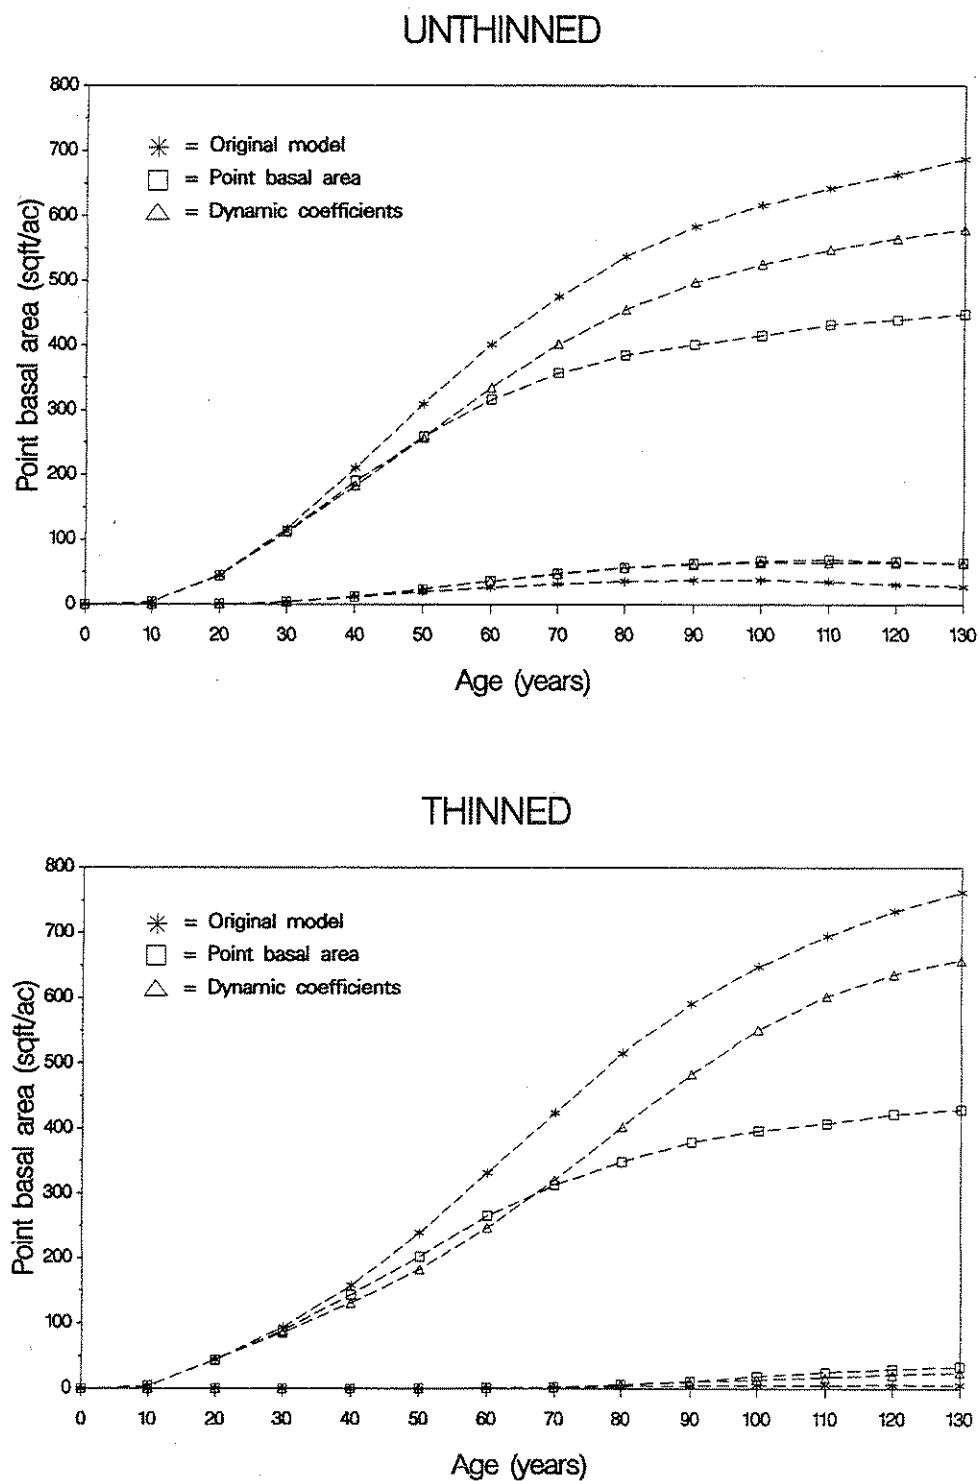 UNTHINNED
800
700
600
500
400
300
200
100
0
Point basal area (sqft/ac)
= Original model
= Point basal area
= Dynamic coefficients
0 10 20 30 40 50 60 70 80 90 100 110 120 130
Age (years)
THINNED
800
700
600
500
400
300
200
100
0
Point basal area (sqft/ac)
= Original model
= Point basal area
= Dynamic coefficients
0 10 20 30 40 50 60 70 80 90 100 110 120 130
Age (years)